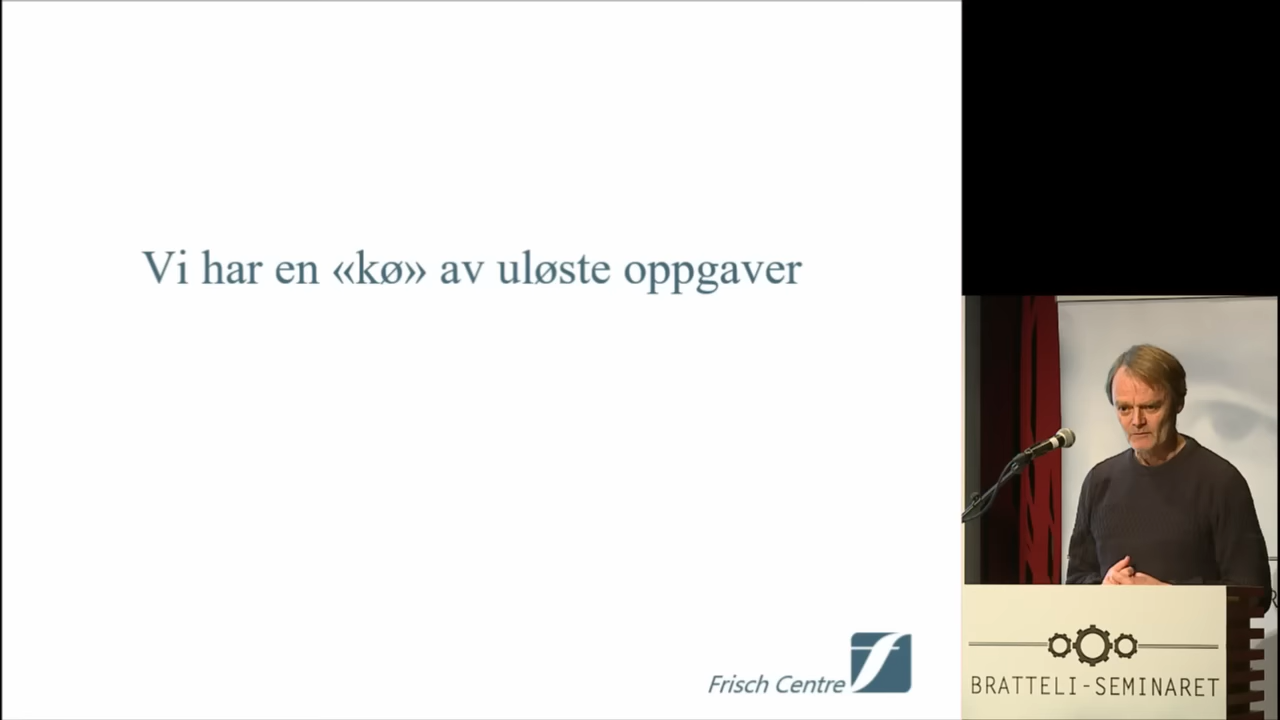 Vi har en «kø» av uløste oppgaver
Frisch Centre
BRATTELI-SEMINARET